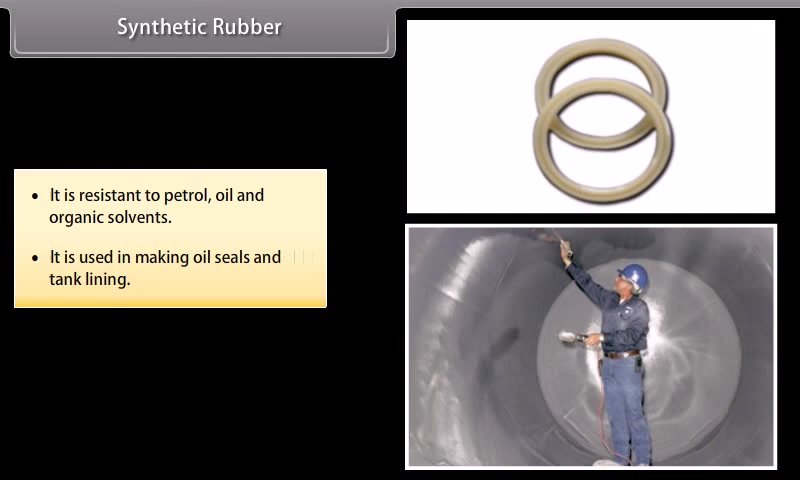 Synthetic Rubber
• It is resistant to petrol, oil and
organic solvents.
• It is used in making oil seals and
tank lining.